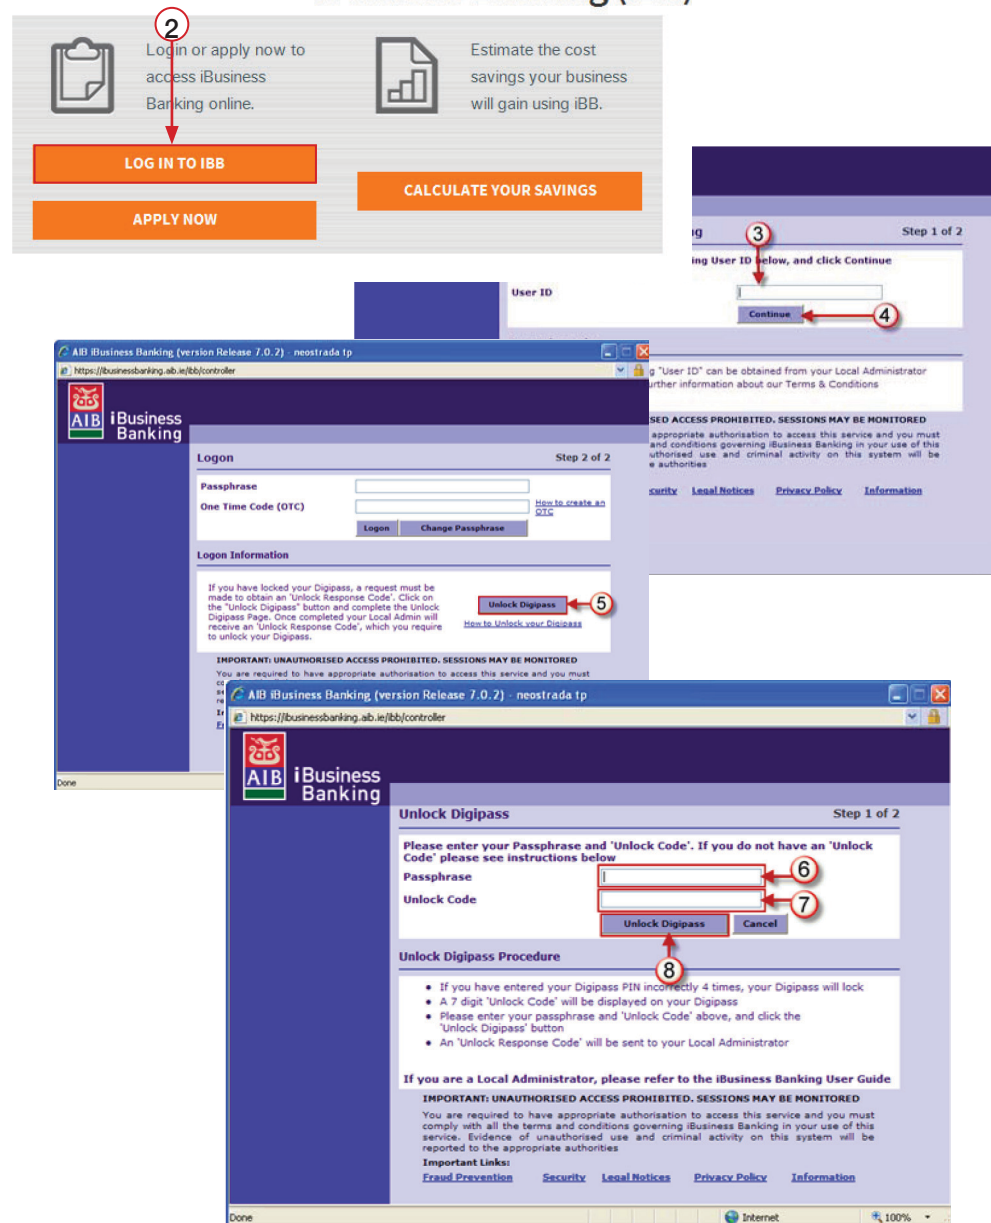 2
Login or apply now to
access iBusiness
Banking online.
LOG IN TO IBB
APPLY NOW
Estimate the cost
savings your business
will gain using iBB.
CALCULATE YOUR SAVINGS
Step 1 of 2
3
ing User ID below, and click Continue
User ID
Continue
4
g "User ID" can be obtained from your Local Administrator
urther information about our Terms & Conditions
SED ACCESS PROHIBITED. SESSIONS MAY BE MONITORED
appropriate authorisation to access this service and you must
and conditions governing iBusiness Banking in your use of this
uthorised use and criminal activity on this system will be
e authorities
curity Legal Notices Privacy Policy Information
AIB iBusiness Banking (version Release 7.0.2) - neostrada tp
https://ibusinessbanking.aib.ie/ibb/controller
AIB iBusiness
Banking
Logon Step 2 of 2
Passphrase
One Time Code (OTC) How to create an
OTC
Logon Change Passphrase
Logon Information
If you have locked your Digipass, a request must be
made to obtain an 'Unlock Response Code'. Click on
the "Unlock Digipass" button and complete the Unlock
Digipass Page. Once completed your Local Admin will
receive an 'Unlock Response Code', which you require
to unlock your Digipass.
Unlock Digipass 5
How to Unlock your Digipass
IMPORTANT: UNAUTHORISED ACCESS PROHIBITED. SESSIONS MAY BE MONITORED
You are required to have appropriate authorisation to access this service and you must
Done
AIB iBusiness Banking (version Release 7.0.2) - neostrada tp
https://ibusinessbanking.aib.ie/ibb/controller
AIB iBusiness
Banking
Unlock Digipass Step 1 of 2
Please enter your Passphrase and 'Unlock Code'. If you do not have an 'Unlock
Code' please see instructions below
Passphrase 6
Unlock Code 7
Unlock Digipass Cancel
8
Unlock Digipass Procedure
• If you have entered your Digipass PIN incorrectly 4 times, your Digipass will lock
• A 7 digit 'Unlock Code' will be displayed on your Digipass
• Please enter your passphrase and 'Unlock Code' above, and click the
'Unlock Digipass' button
• An 'Unlock Response Code' will be sent to your Local Administrator
If you are a Local Administrator, please refer to the iBusiness Banking User Guide
IMPORTANT: UNAUTHORISED ACCESS PROHIBITED. SESSIONS MAY BE MONITORED
You are required to have appropriate authorisation to access this service and you must
comply with all the terms and conditions governing iBusiness Banking in your use of this
service. Evidence of unauthorised use and criminal activity on this system will be
reported to the appropriate authorities
Important Links:
Fraud Prevention Security Legal Notices Privacy Policy Information
Done Internet 100%